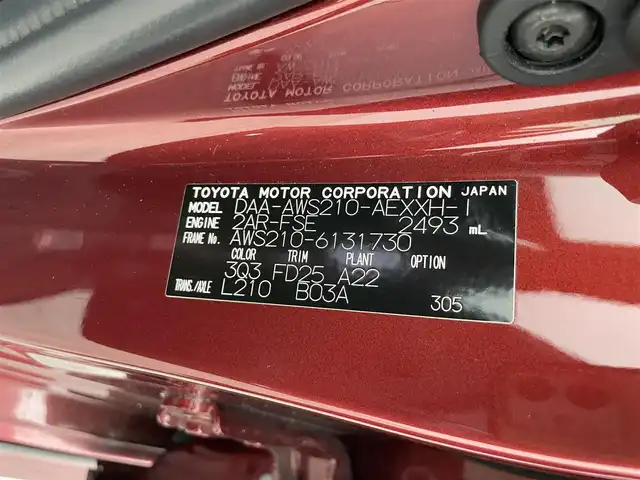 TOYOTA MOTOR CORPORATION JAPAN
MODEL DAA-AWS210-AEXXH-I
ENGINE 2AR-FSE 2493 mL
FRAME No. AWS210-6131730
COLOR TRIM PLANT OPTION
3Q3 FD25 A22
TRANS./AXLE L210 B03A 305